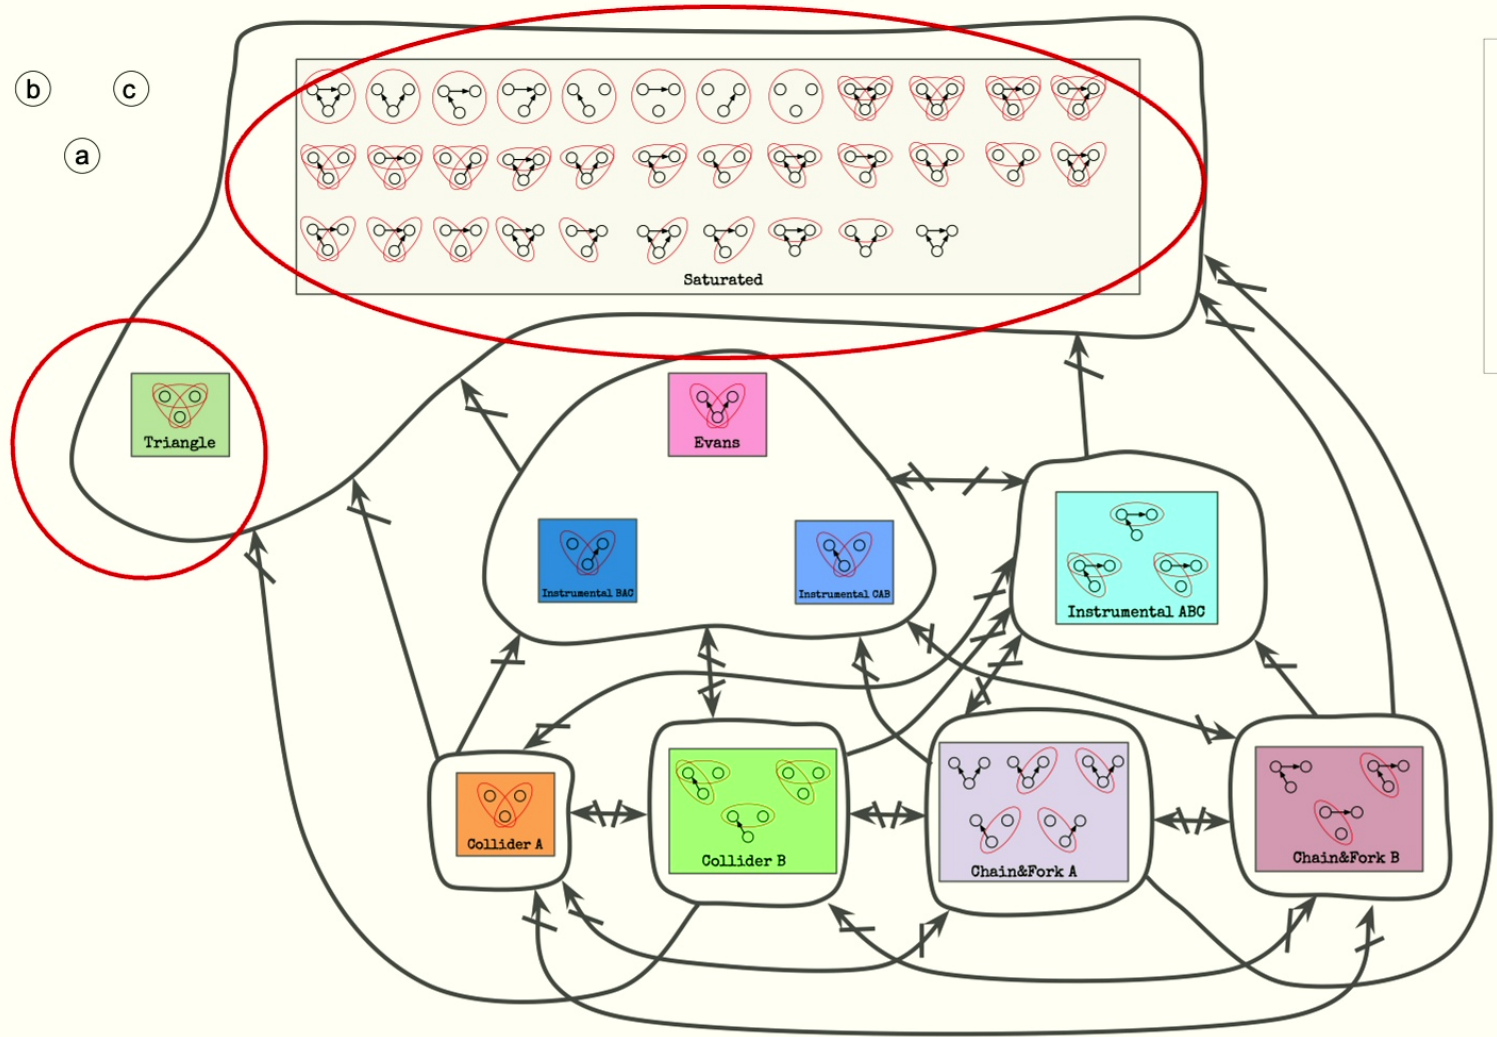 b
c
a
Saturated
Triangle
Evans
Instrumental BAC
Instrumental CAB
Instrumental ABC
Collider A
Collider B
Chain&Fork A
Chain&Fork B